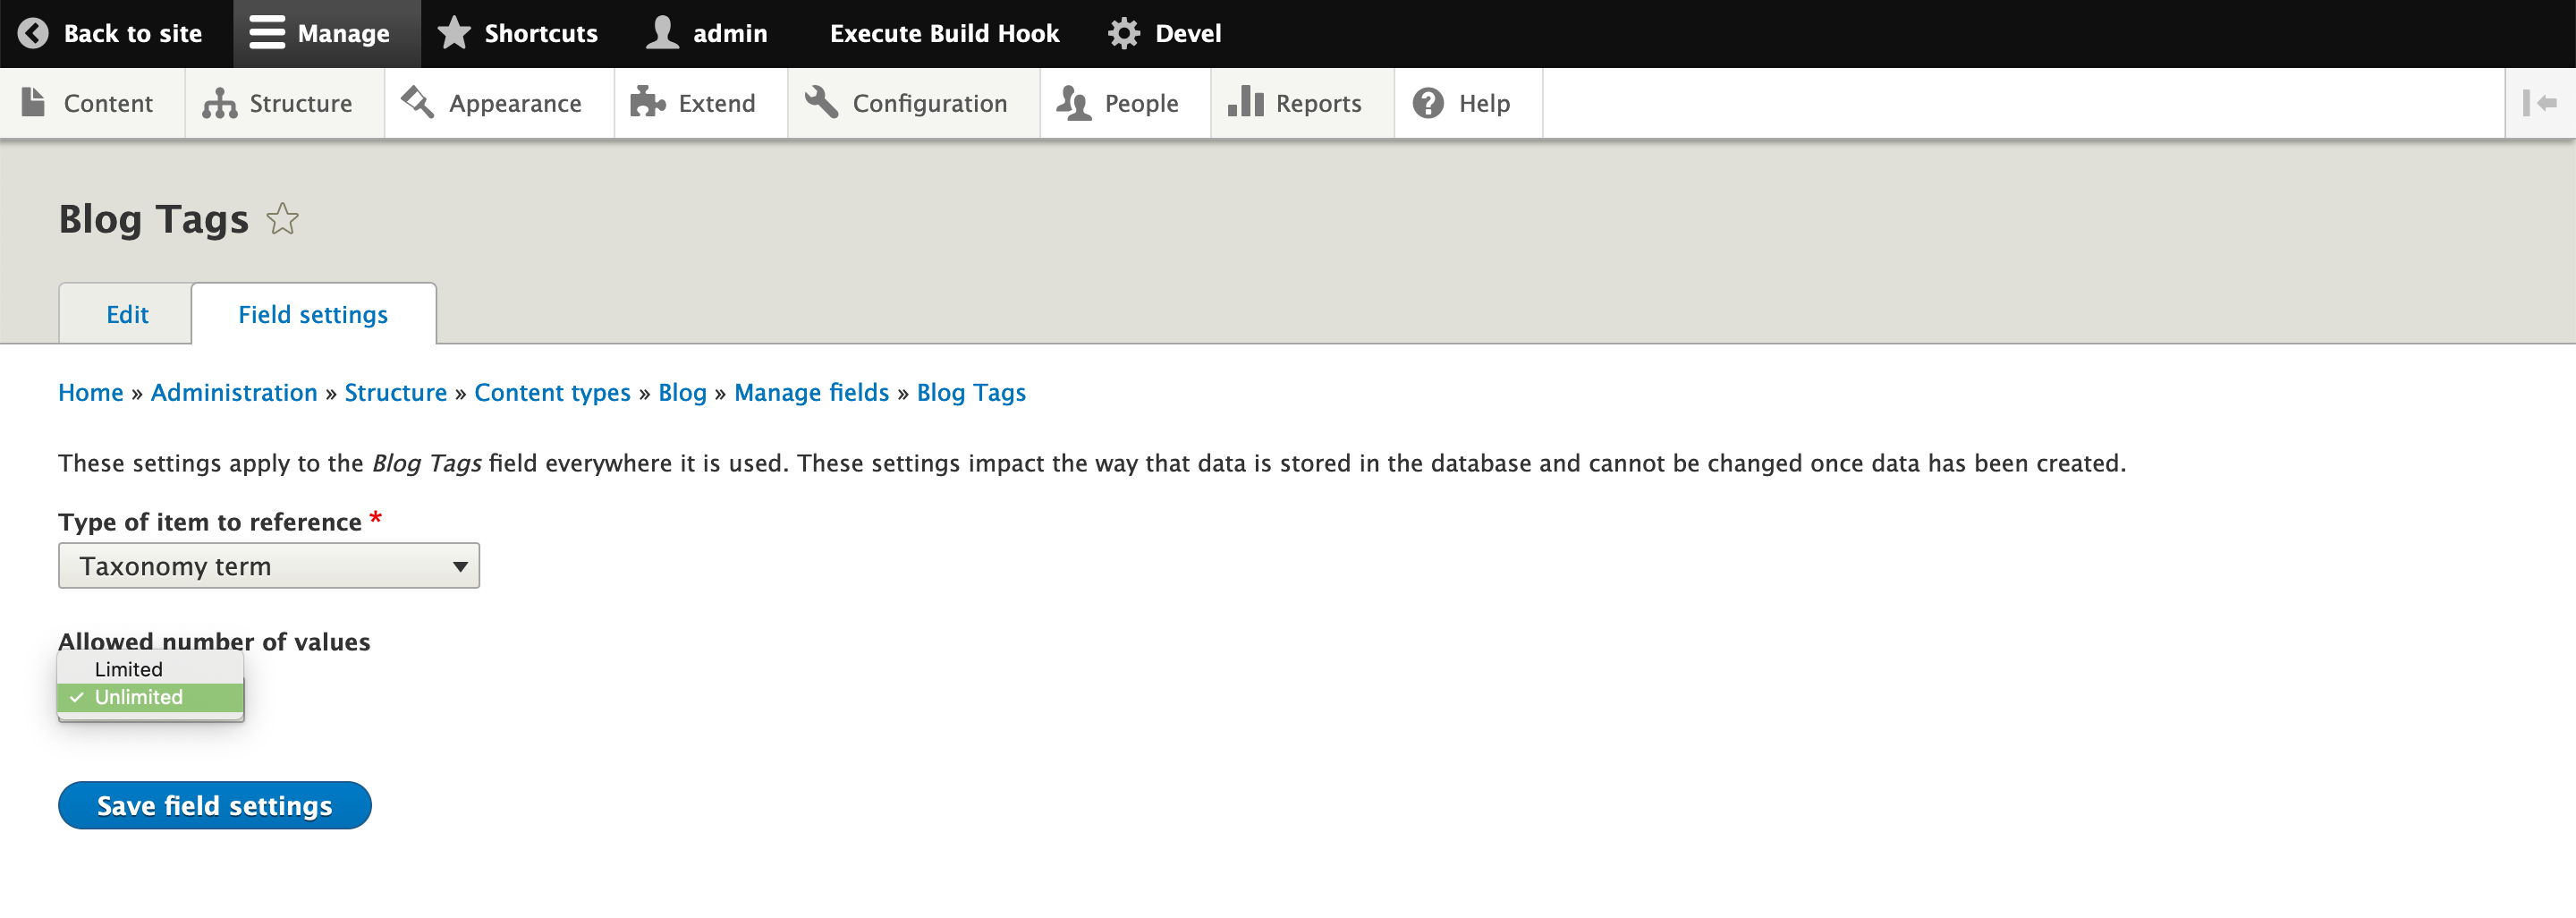 Back to site Manage Shortcuts admin Execute Build Hook Devel
Content Structure Appearance Extend Configuration People Reports Help
Blog Tags
Edit Field settings
Home » Administration » Structure » Content types » Blog » Manage fields » Blog Tags
These settings apply to the Blog Tags field everywhere it is used. These settings impact the way that data is stored in the database and cannot be changed once data has been created.
Type of item to reference *
Taxonomy term
Allowed number of values
Limited
Unlimited
Save field settings